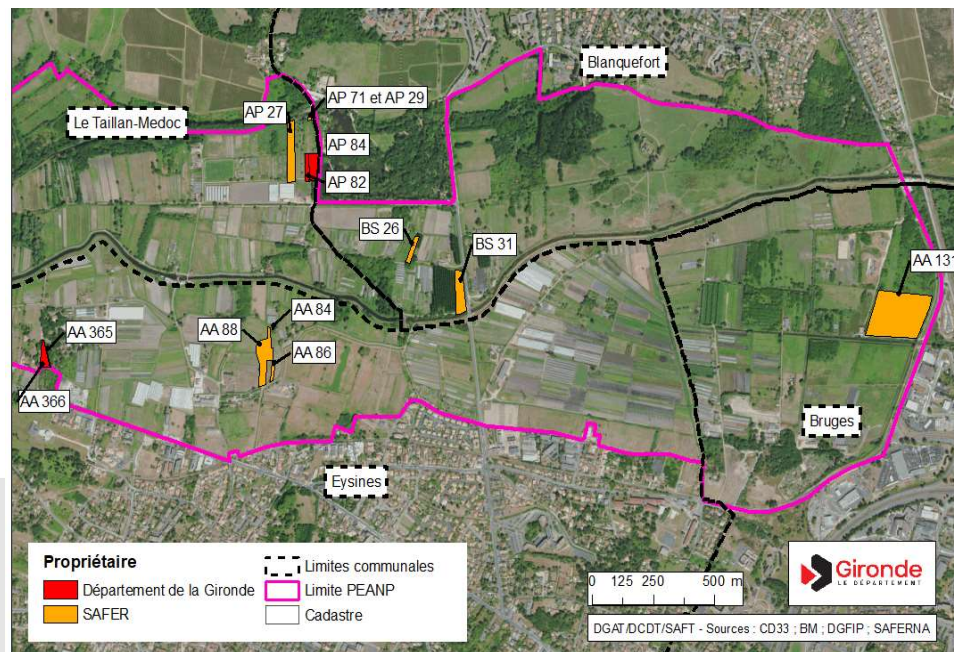 Blanquefort
AP 71 et AP 29
AP 27
Le Taillan-Medoc
AP 84
AP 82
BS 26
BS 31
AA 131
AA 84
AA 365
AA 88
AA 86
AA 366
Bruges
Eysines
Propriétaire
Département de la Gironde
SAFER
Limites communales
Limite PEANP
Cadastre
0 125 250 500 m
Gironde
LE DÉPARTEMENT
DGAT/DCDT/SAFT - Sources : CD33 ; BM ; DGFIP ; SAFERNA